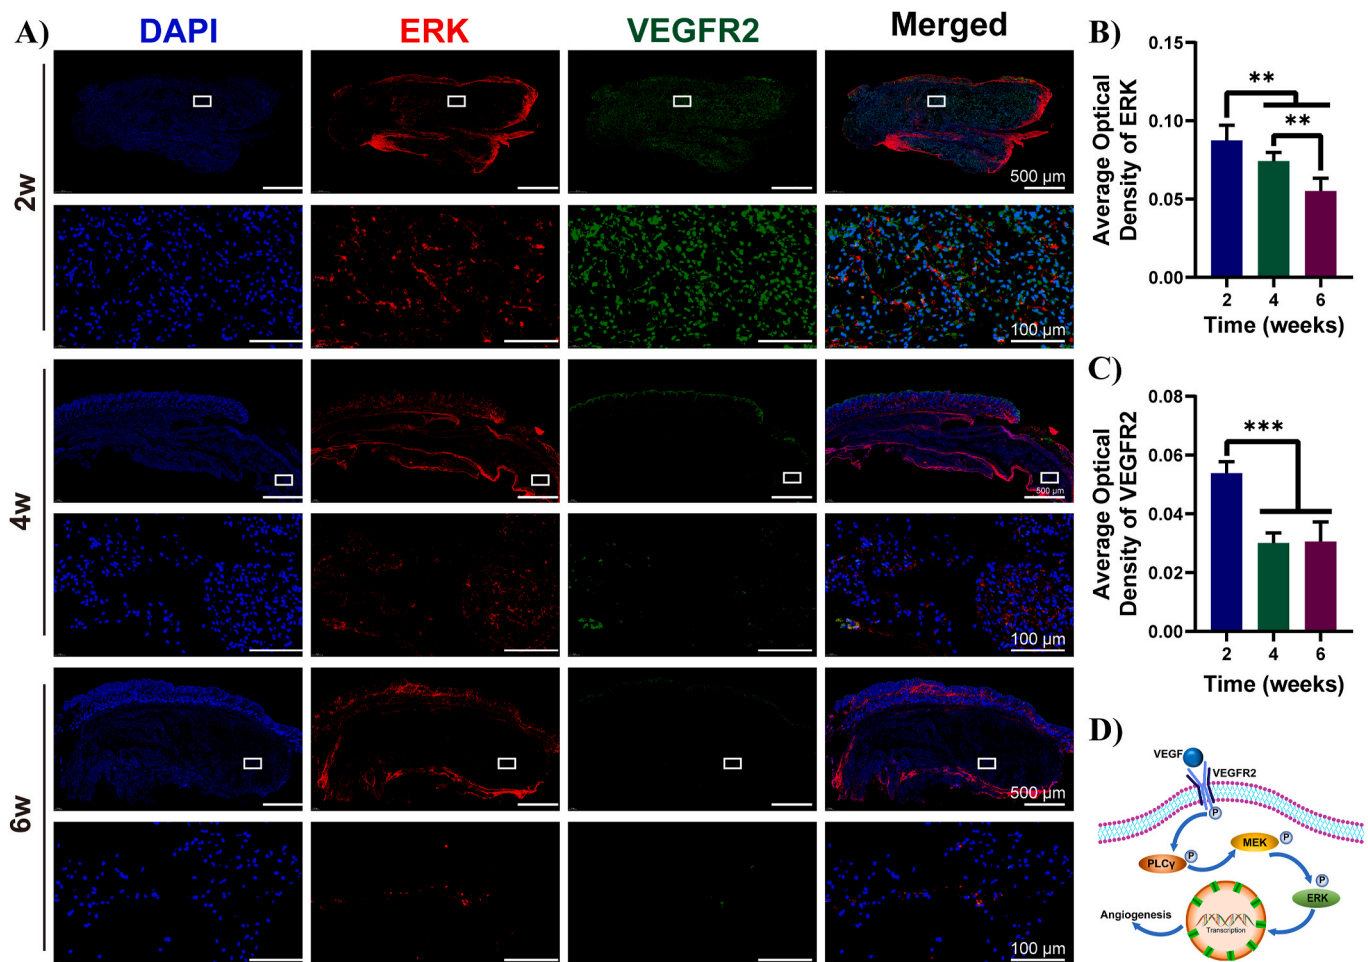 A)
DAPI
ERK
VEGFR2
Merged
2w
500 µm
100 µm
4w
500 µm
100 µm
6w
500 µm
100 µm
B)
Average Optical
Density of ERK
0.15
0.10
0.05
0.00
**
**
2 4 6
Time (weeks)
C)
Average Optical
Density of VEGFR2
0.08
0.06
0.04
0.02
0.00
***
2 4 6
Time (weeks)
D)
VEGF
VEGFR2
P
PLCγ
P
MEK
P
P
ERK
Transcription
Angiogenesis